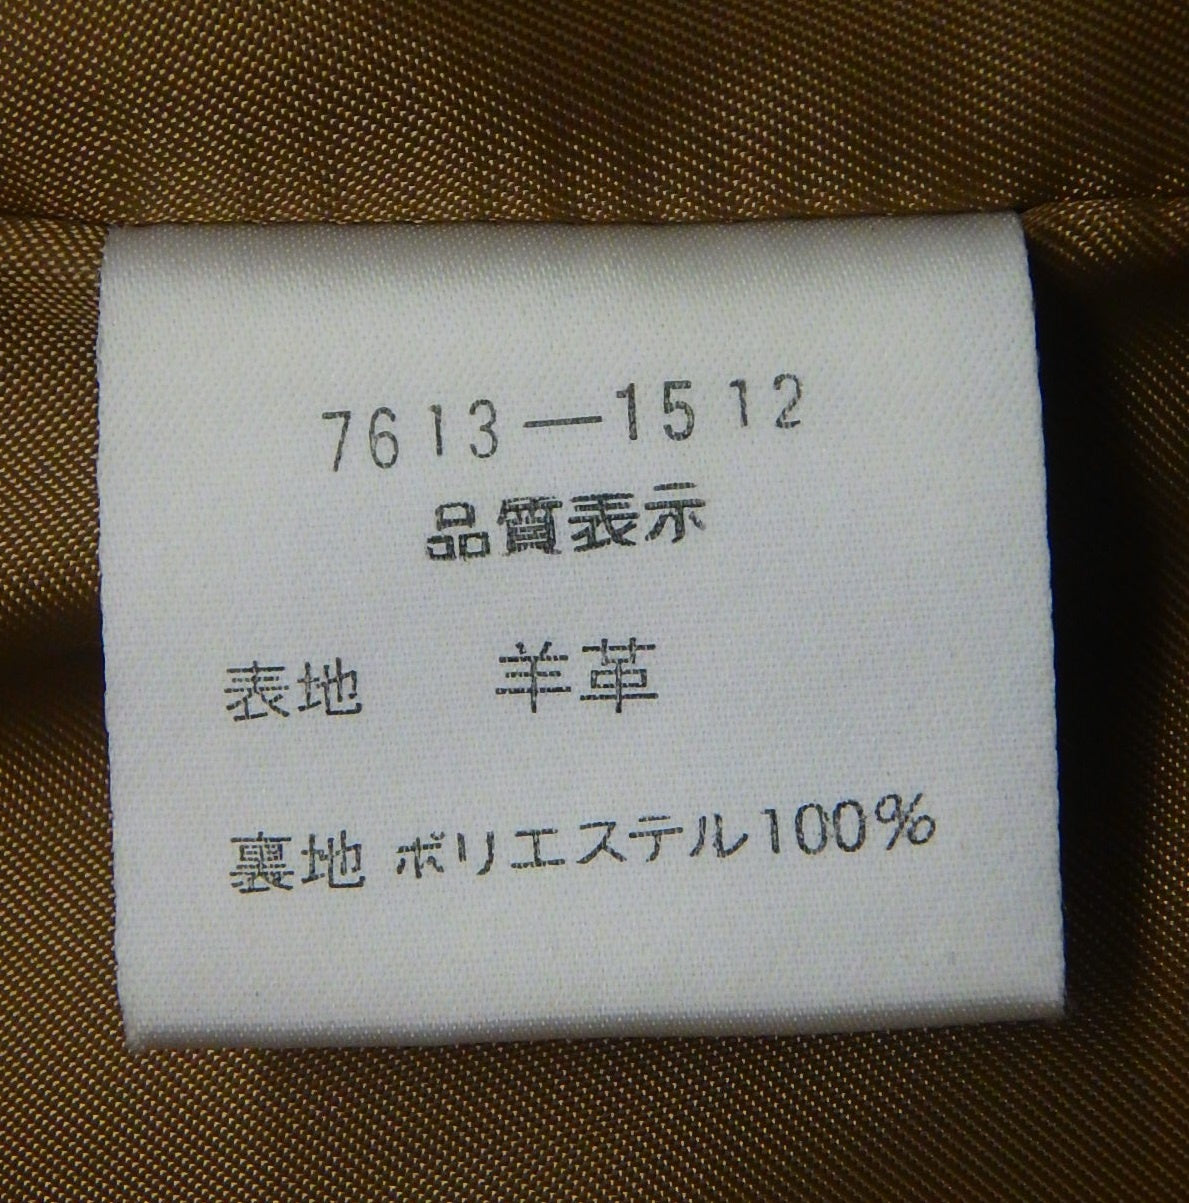 7613—1512
品質表示
表地 羊革
裏地 ポリエステル100%